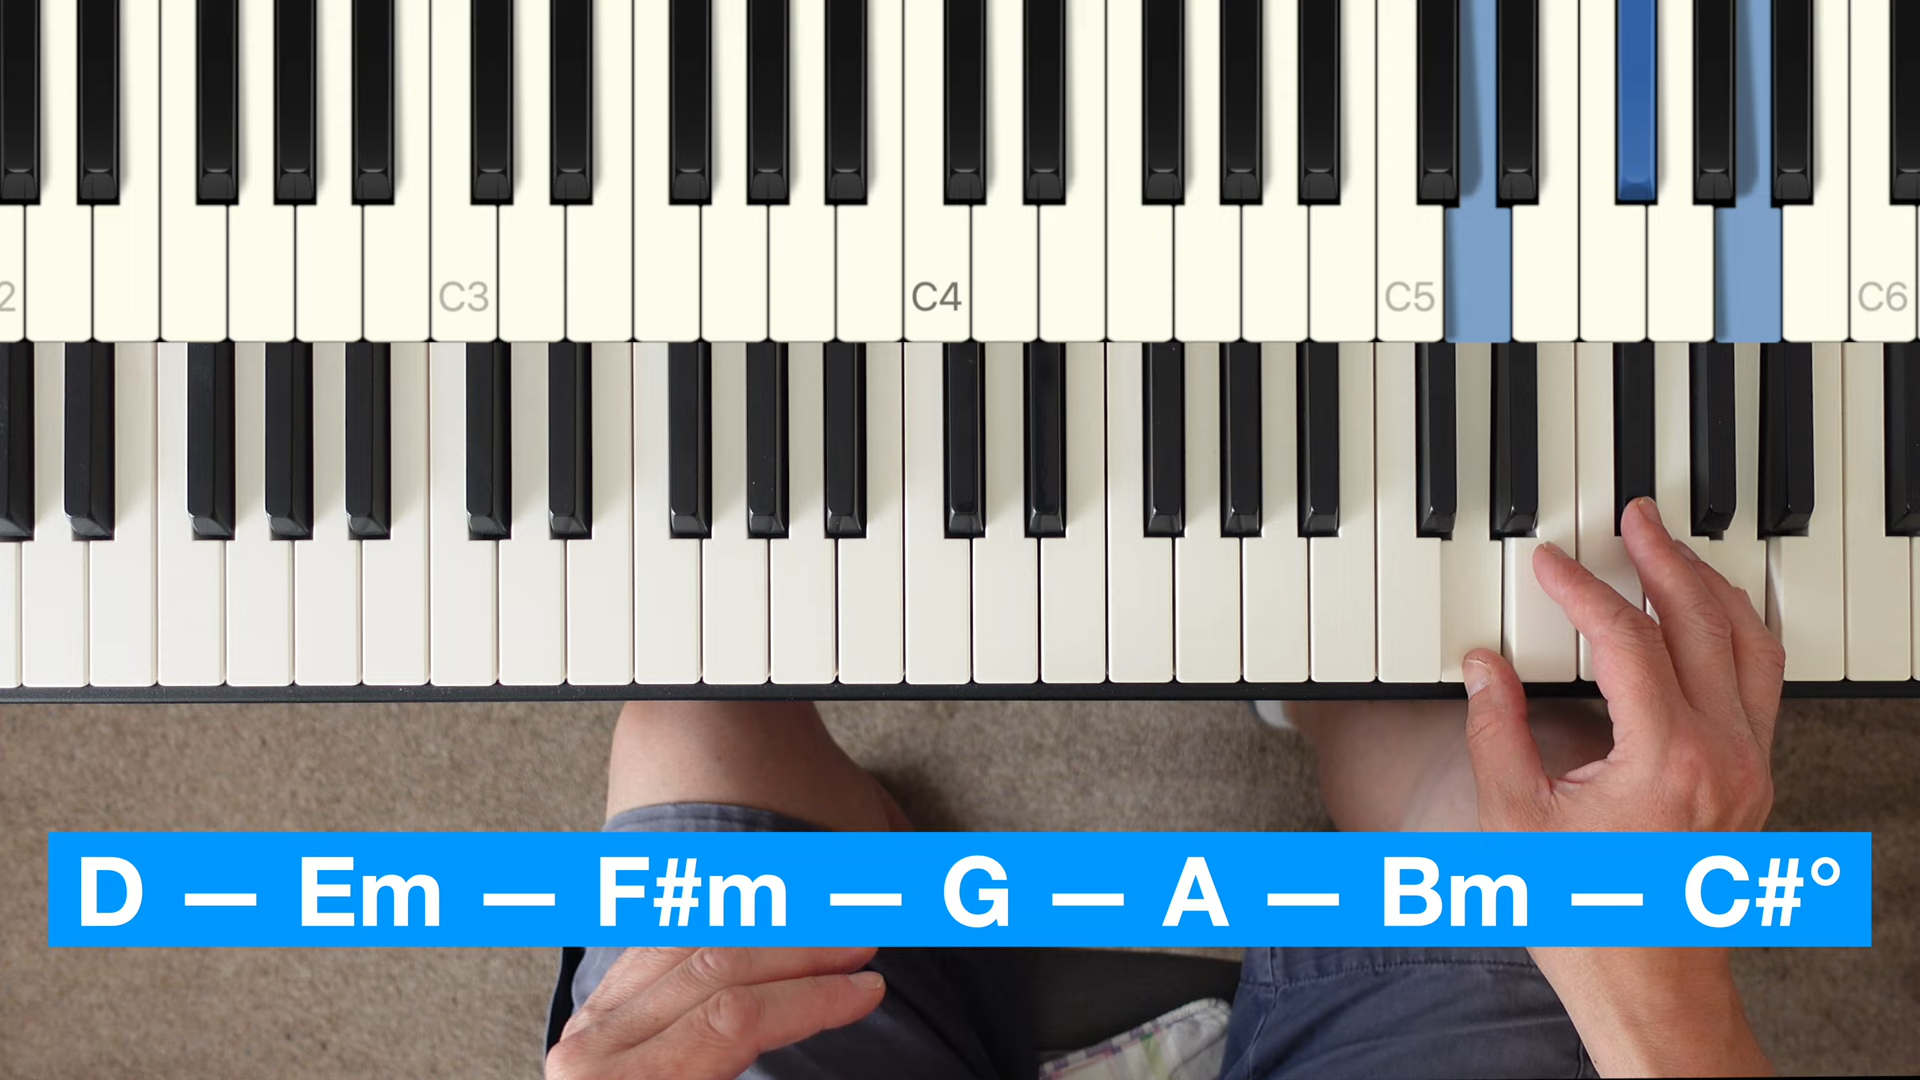 2 C3 C4 C5 C6
D – Em – F#m – G – A – Bm – C#°